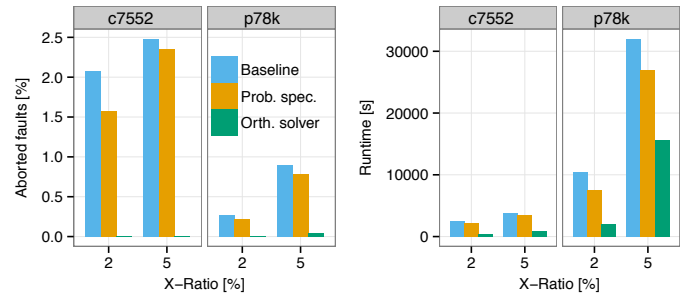 c7552 p78k
2.5
2.0
1.5
1.0
0.5
0.0
Aborted faults [%]
Baseline
Prob. spec.
Orth. solver
2 5 2 5
X−Ratio [%]
c7552 p78k
30000
20000
10000
0
Runtime [s]
2 5 2 5
X−Ratio [%]